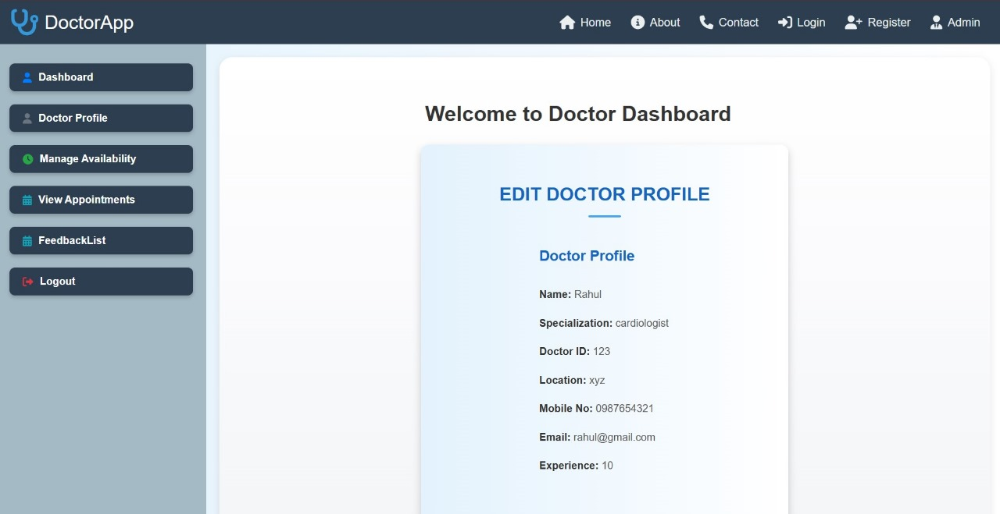 DoctorApp
Home About Contact Login Register Admin
Dashboard
Doctor Profile
Manage Availability
View Appointments
FeedbackList
Logout
Welcome to Doctor Dashboard
EDIT DOCTOR PROFILE
Doctor Profile
Name: Rahul
Specialization: cardiologist
Doctor ID: 123
Location: xyz
Mobile No: 0987654321
Email: rahul@gmail.com
Experience: 10